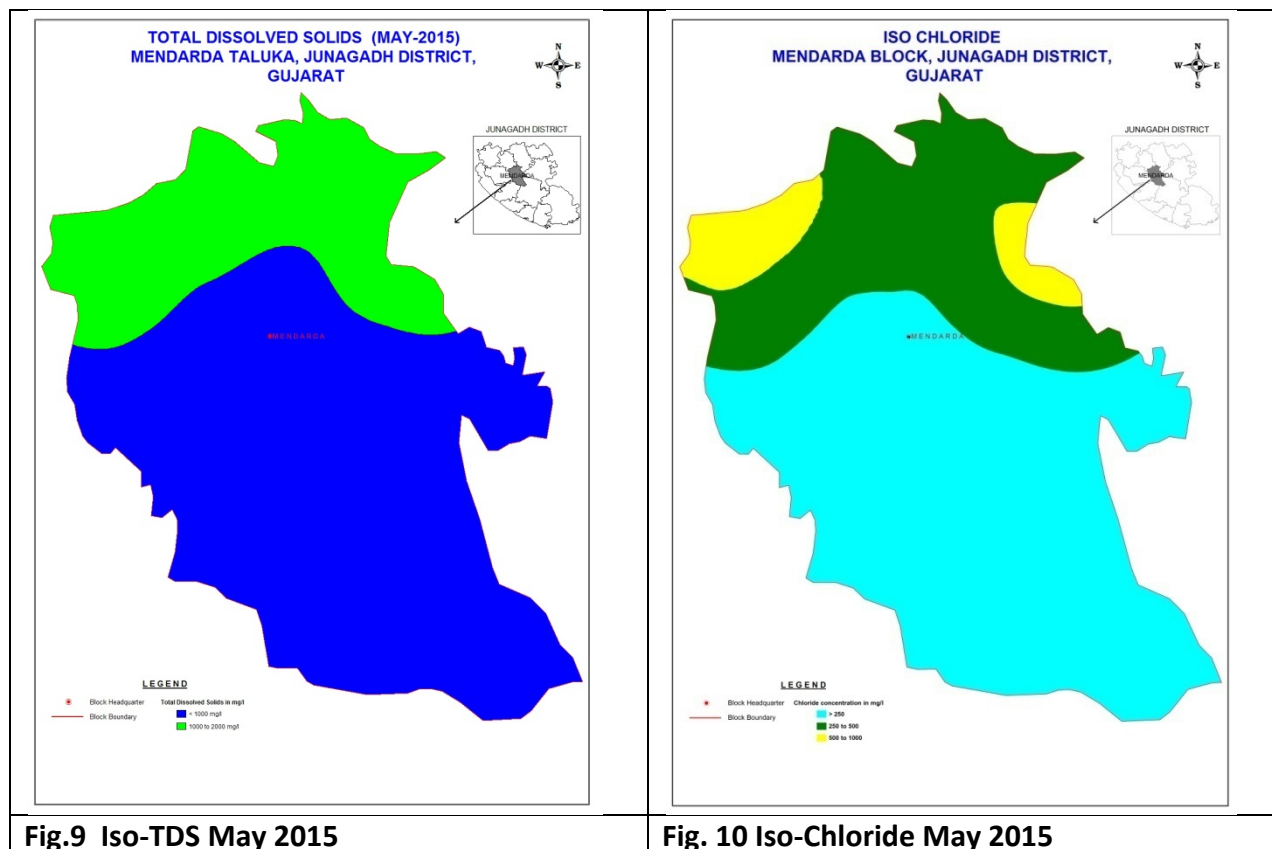 TOTAL DISSOLVED SOLIDS (MAY-2015)
MENDARDA TALUKA, JUNAGADH DISTRICT,
GUJARAT
N
W E
S
JUNAGADH DISTRICT
MENDARDA
MENDARDA
LEGEND
Block Headquarter
Block Boundary
Total Dissolved Solids in mg/l
< 1000 mg/l
1000 to 2000 mg/l
Fig.9 Iso-TDS May 2015
ISO CHLORIDE
MENDARDA BLOCK, JUNAGADH DISTRICT,
GUJARAT
N
W E
S
JUNAGADH DISTRICT
MENDARDA
MENDARDA
LEGEND
Block Headquarter
Block Boundary
Chloride concentration in mg/l
> 250
250 to 500
500 to 1000
Fig. 10 Iso-Chloride May 2015